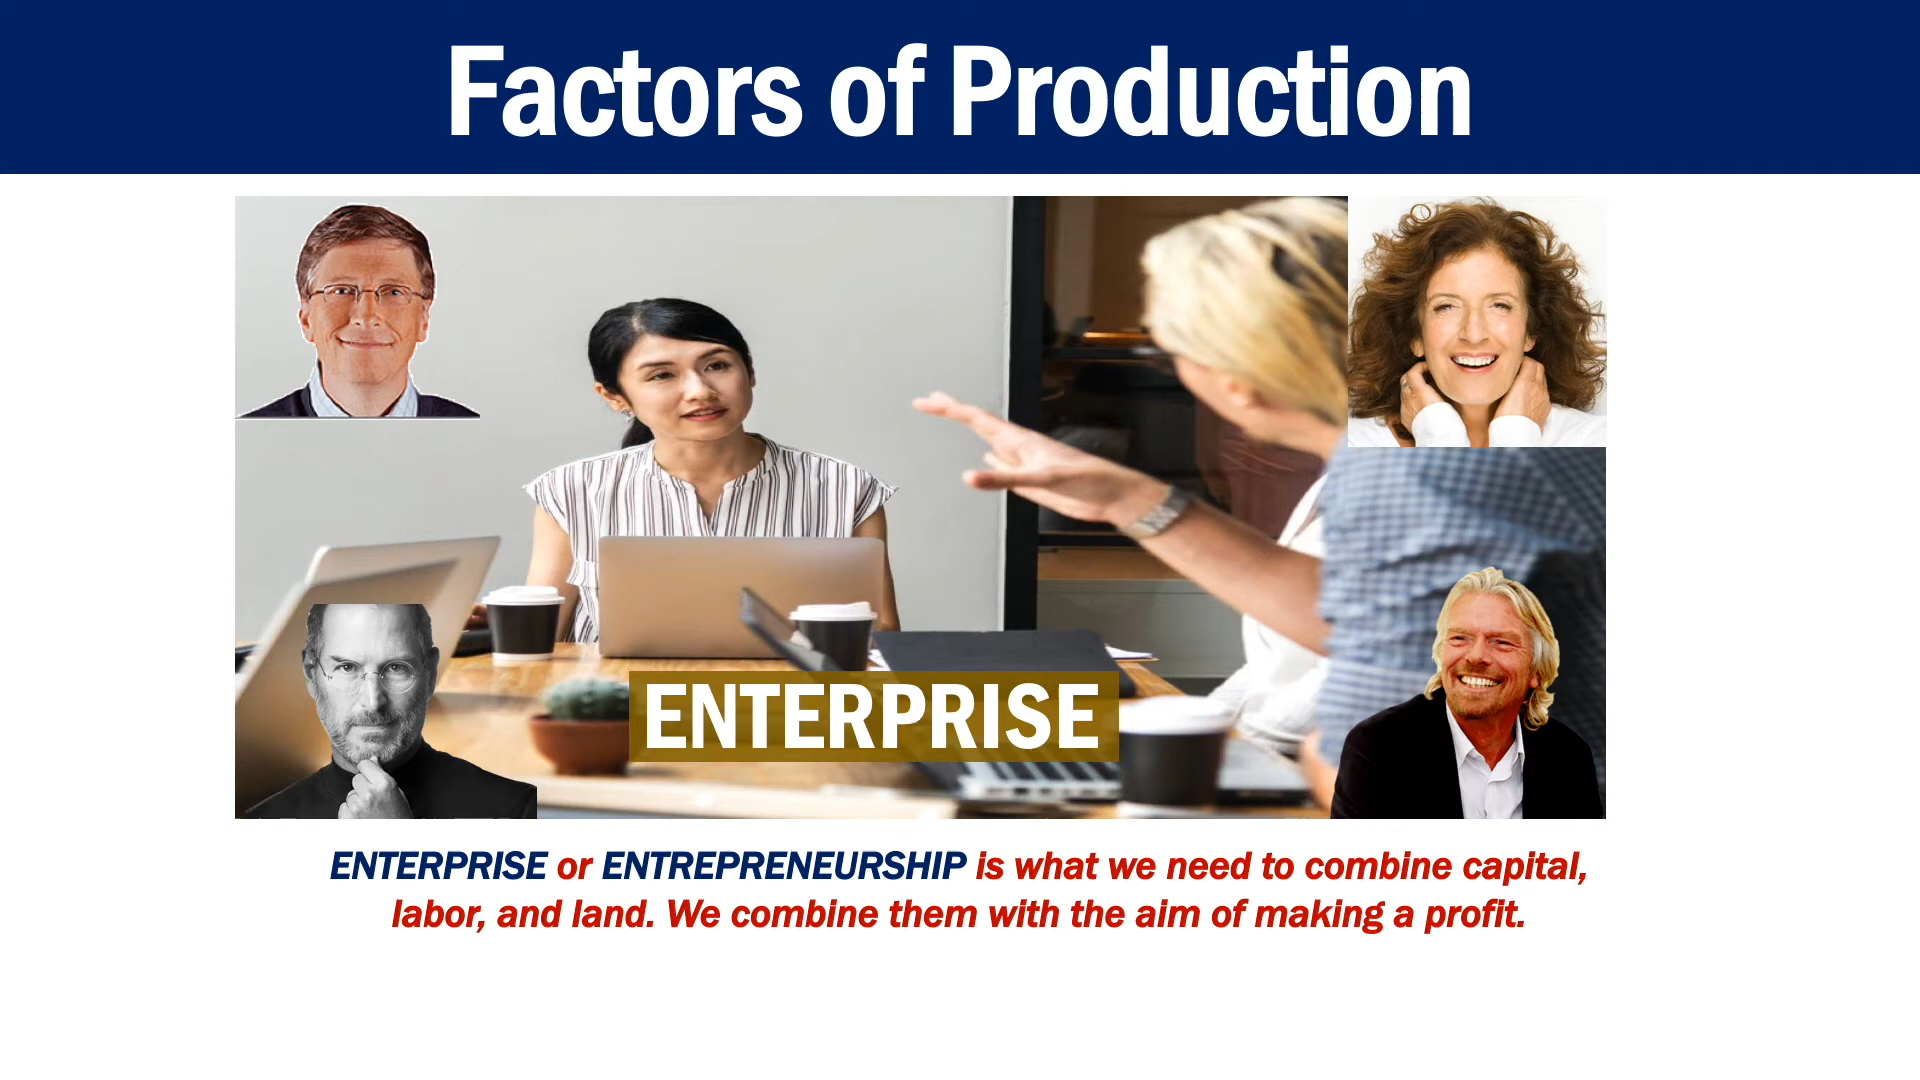 Factors of Production
ENTERPRISE
ENTERPRISE or ENTREPRENEURSHIP is what we need to combine capital,
labor, and land. We combine them with the aim of making a profit.